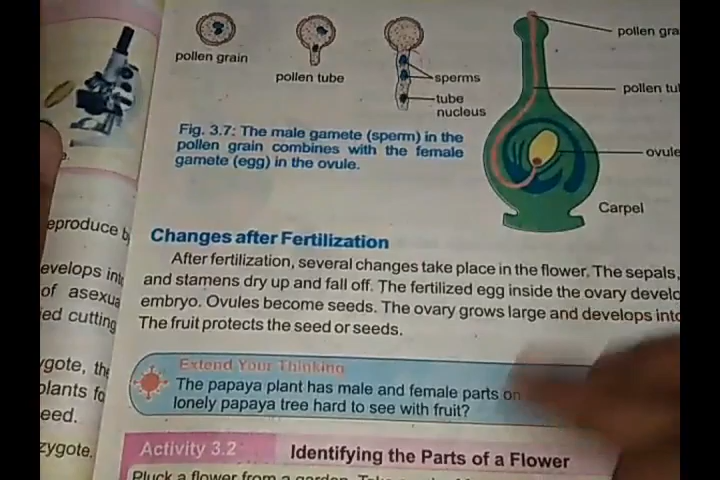 pollen grain
pollen tube
sperms
tube
nucleus
pollen gra
pollen tu
ovule
Carpel
Fig. 3.7: The male gamete (sperm) in the
pollen grain combines with the female
gamete (egg) in the ovule.
eproduce b
evelops int
of asexua
ied cutting
ygote, the
plants fo
eed.
zygote.
Changes after Fertilization
After fertilization, several changes take place in the flower. The sepals,
and stamens dry up and fall off. The fertilized egg inside the ovary develo
embryo. Ovules become seeds. The ovary grows large and develops into
The fruit protects the seed or seeds.
Extend Your Thinking
The papaya plant has male and female parts on
lonely papaya tree hard to see with fruit?
Activity 3.2 Identifying the Parts of a Flower
Pluck a flower from a garden.